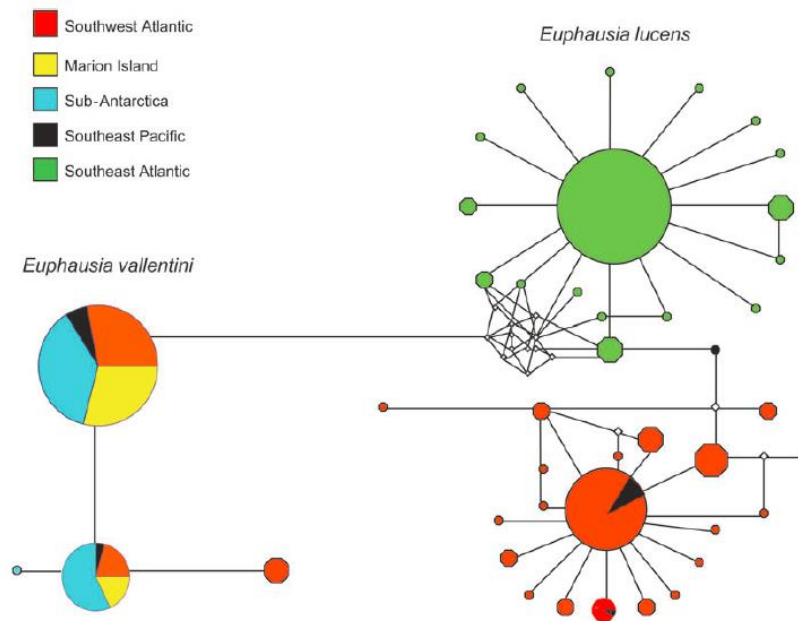 Southwest Atlantic
Marion Island
Sub-Antarctica
Southeast Pacific
Southeast Atlantic
Euphausia lucens
Euphausia vallentini